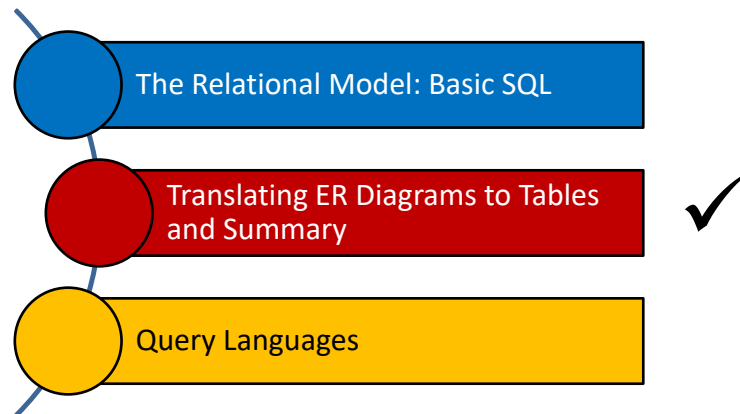 The Relational Model: Basic SQL
Translating ER Diagrams to Tables
and Summary
Query Languages